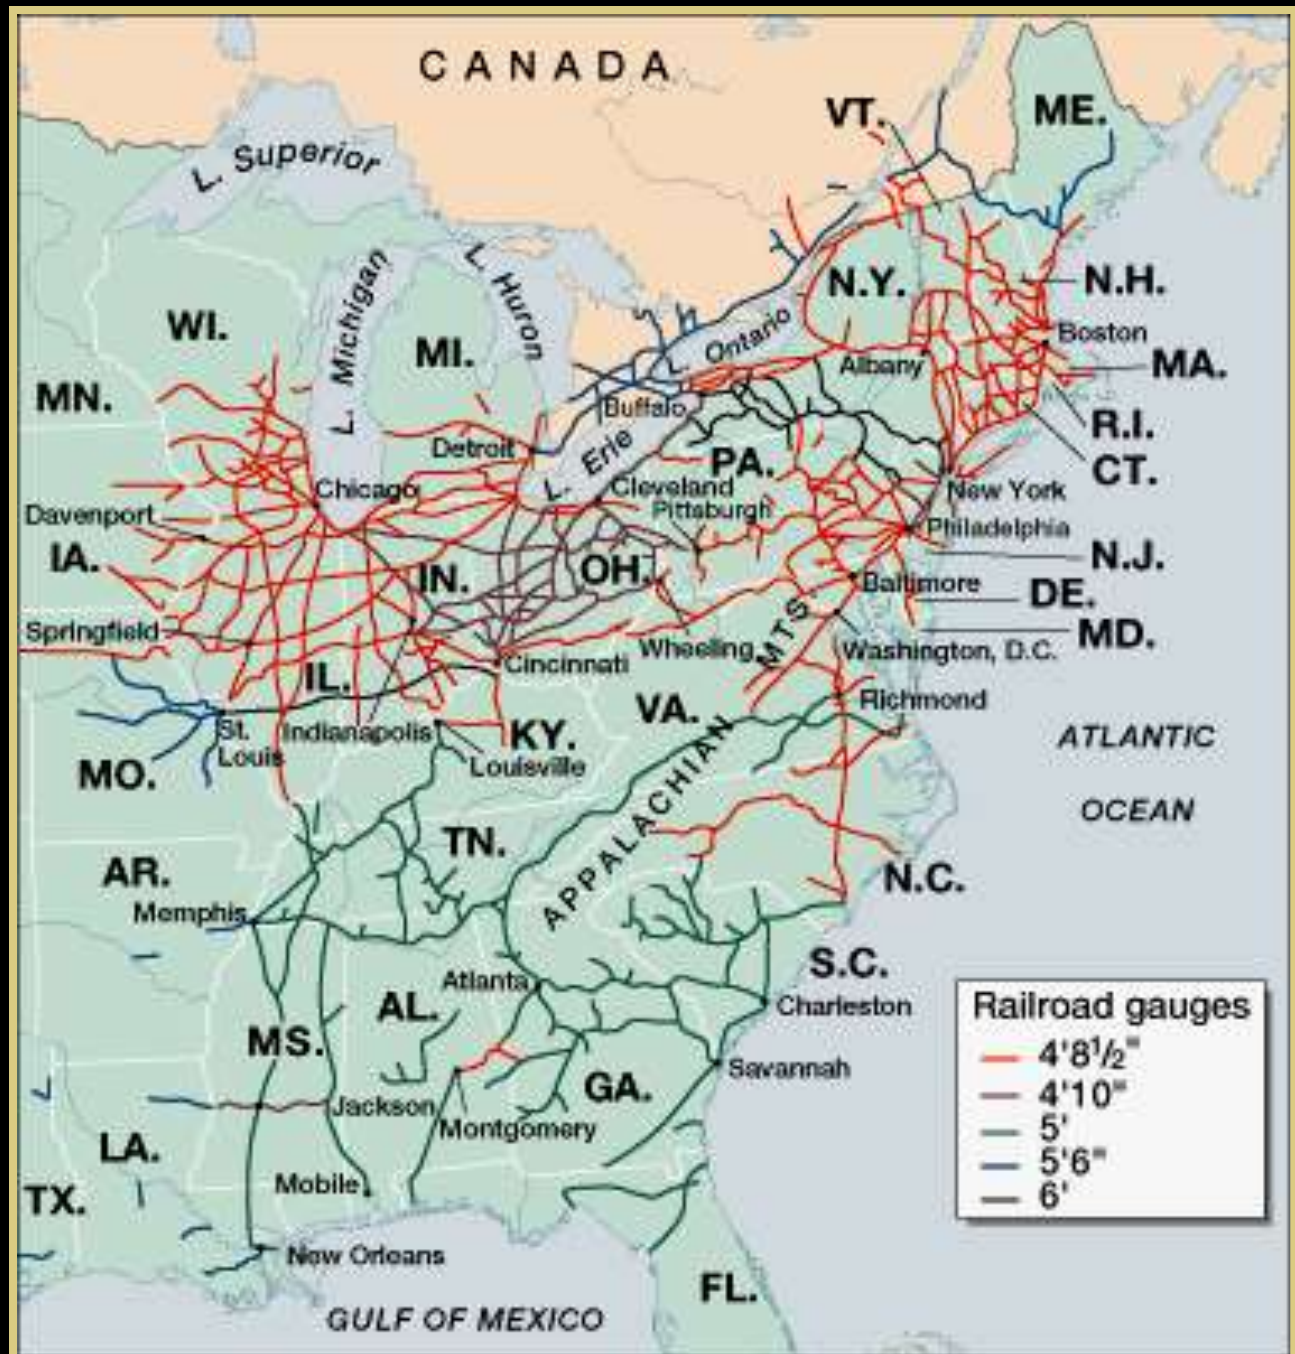 CANADA
VT.
ME.
L. Superior
L. Michigan
L. Huron
N.Y.
N.H.
WI.
MI.
L. Ontario
Boston
Albany
MA.
MN.
Buffalo
R.I.
Detroit
L. Erie
PA.
CT.
Chicago
Cleveland
New York
Davenport
Pittsburgh
Philadelphia
IA.
IN.
OH.
N.J.
Baltimore
DE.
Springfield
Wheeling
MD.
Cincinnati
Washington, D.C.
IL.
Richmond
VA.
St.
Louis
Indianapolis
KY.
Louisville
ATLANTIC
OCEAN
MO.
APPALACHIAN MTS.
TN.
AR.
N.C.
Memphis
S.C.
Atlanta
AL.
Charleston
MS.
Savannah
GA.
Jackson
Montgomery
LA.
Mobile
TX.
New Orleans
FL.
GULF OF MEXICO
Railroad gauges
4'8½"
4'10"
5'
5'6"
6'